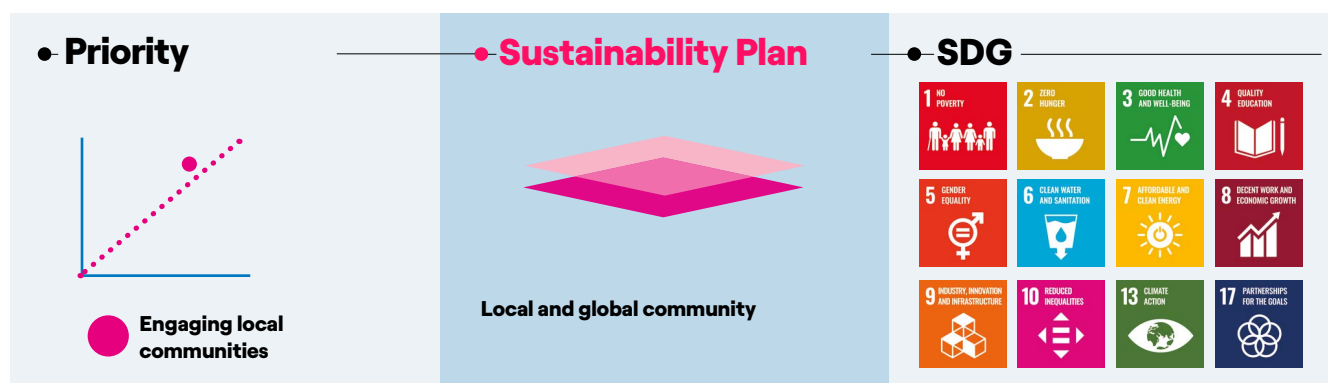 Priority
Engaging local
communities
Sustainability Plan
Local and global community
SDG
1 NO
POVERTY
2 ZERO
HUNGER
3 GOOD HEALTH
AND WELL-BEING
4 QUALITY
EDUCATION
5 GENDER
EQUALITY
6 CLEAN WATER
AND SANITATION
7 AFFORDABLE AND
CLEAN ENERGY
8 DECENT WORK AND
ECONOMIC GROWTH
9 INDUSTRY, INNOVATION
AND INFRASTRUCTURE
10 REDUCED
INEQUALITIES
13 CLIMATE
ACTION
17 PARTNERSHIPS
FOR THE GOALS